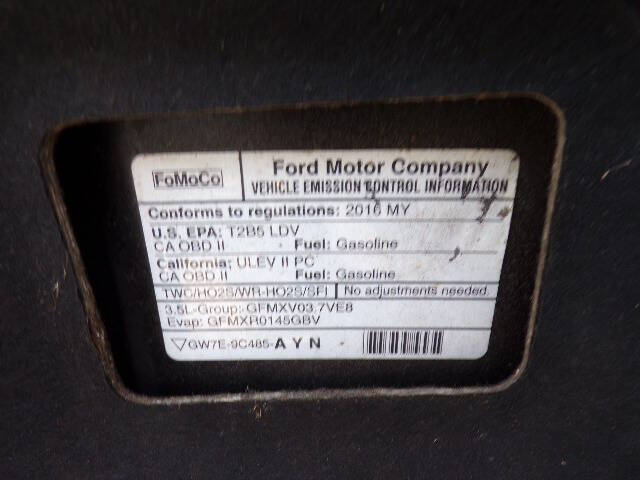 FoMoCo
Ford Motor Company
VEHICLE EMISSION CONTROL INFORMATION
Conforms to regulations: 2016 MY
U.S. EPA: T2B5 LDV
CA OBD II Fuel: Gasoline
California: ULEV II PC
CA OBD II Fuel: Gasoline
TWC/HO2S/WR-HO2S/SFI No adjustments needed.
3.5L-Group: GFMXV03.7VE8
Evap: GFMXR0145GBV
GW7E-9C485-AYN